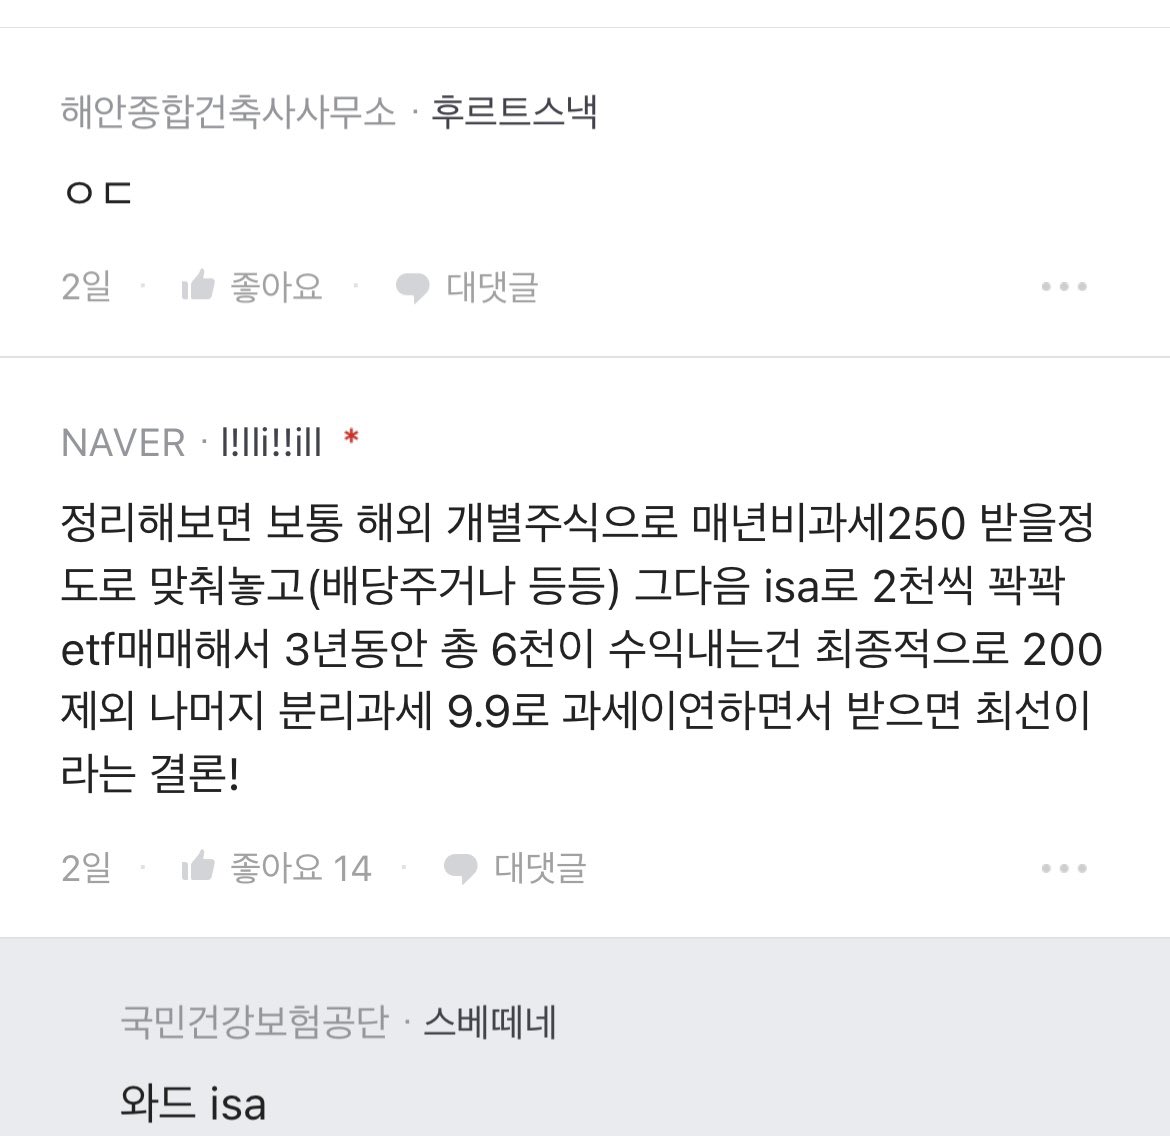 해안종합건축사사무소 · 후르트스낵
ㅇㄷ
2일 · 좋아요 · 대댓글
NAVER · l!lli!!ill *
정리해보면 보통 해외 개별주식으로 매년비과세250 받을정
도로 맞춰놓고(배당주거나 등등) 그다음 isa로 2천씩 꽉꽉
etf매매해서 3년동안 총 6천이 수익내는건 최종적으로 200
제외 나머지 분리과세 9.9로 과세이연하면서 받으면 최선이
라는 결론!
2일 · 좋아요 14 · 대댓글
국민건강보험공단 · 스베떼네
와드 isa